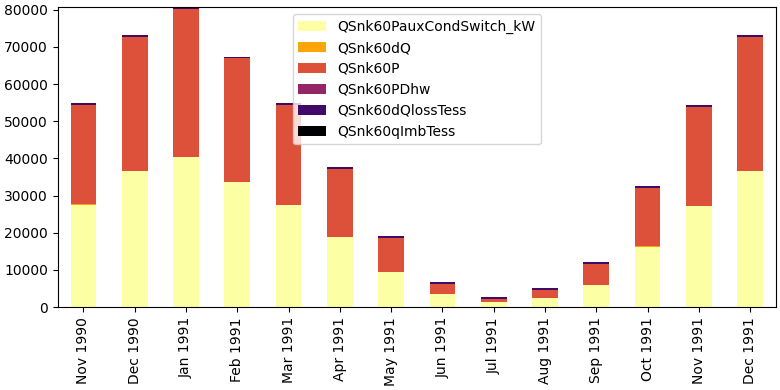 80000
70000
60000
50000
40000
30000
20000
10000
0
QSnk60PauxCondSwitch_kW
QSnk60dQ
QSnk60P
QSnk60PDhw
QSnk60dQlossTess
QSnk60qImbTess
Nov 1990
Dec 1990
Jan 1991
Feb 1991
Mar 1991
Apr 1991
May 1991
Jun 1991
Jul 1991
Aug 1991
Sep 1991
Oct 1991
Nov 1991
Dec 1991